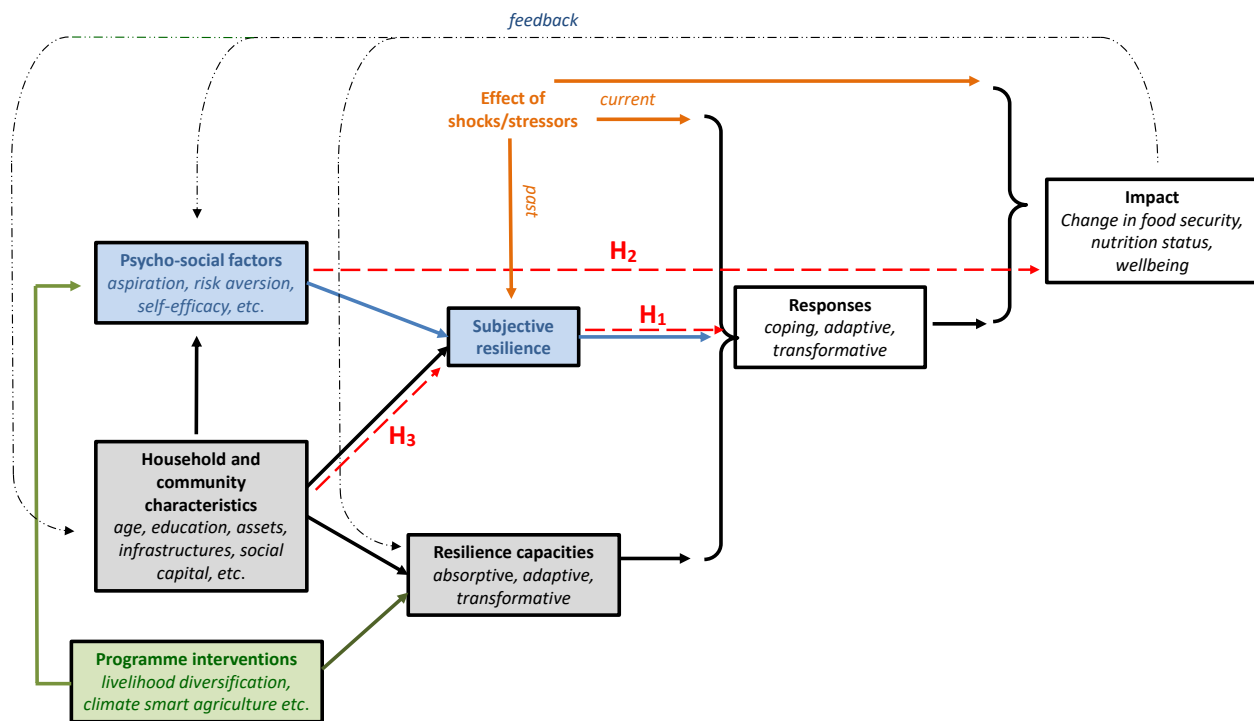 feedback
Effect of
shocks/stressors
current
past
Impact
Change in food security,
nutrition status,
wellbeing
Psycho-social factors
aspiration, risk aversion,
self-efficacy, etc.
H2
Subjective
resilience
H1
Responses
coping, adaptive,
transformative
H3
Household and
community
characteristics
age, education, assets,
infrastructures, social
capital, etc.
Resilience capacities
absorptive, adaptive,
transformative
Programme interventions
livelihood diversification,
climate smart agriculture etc.